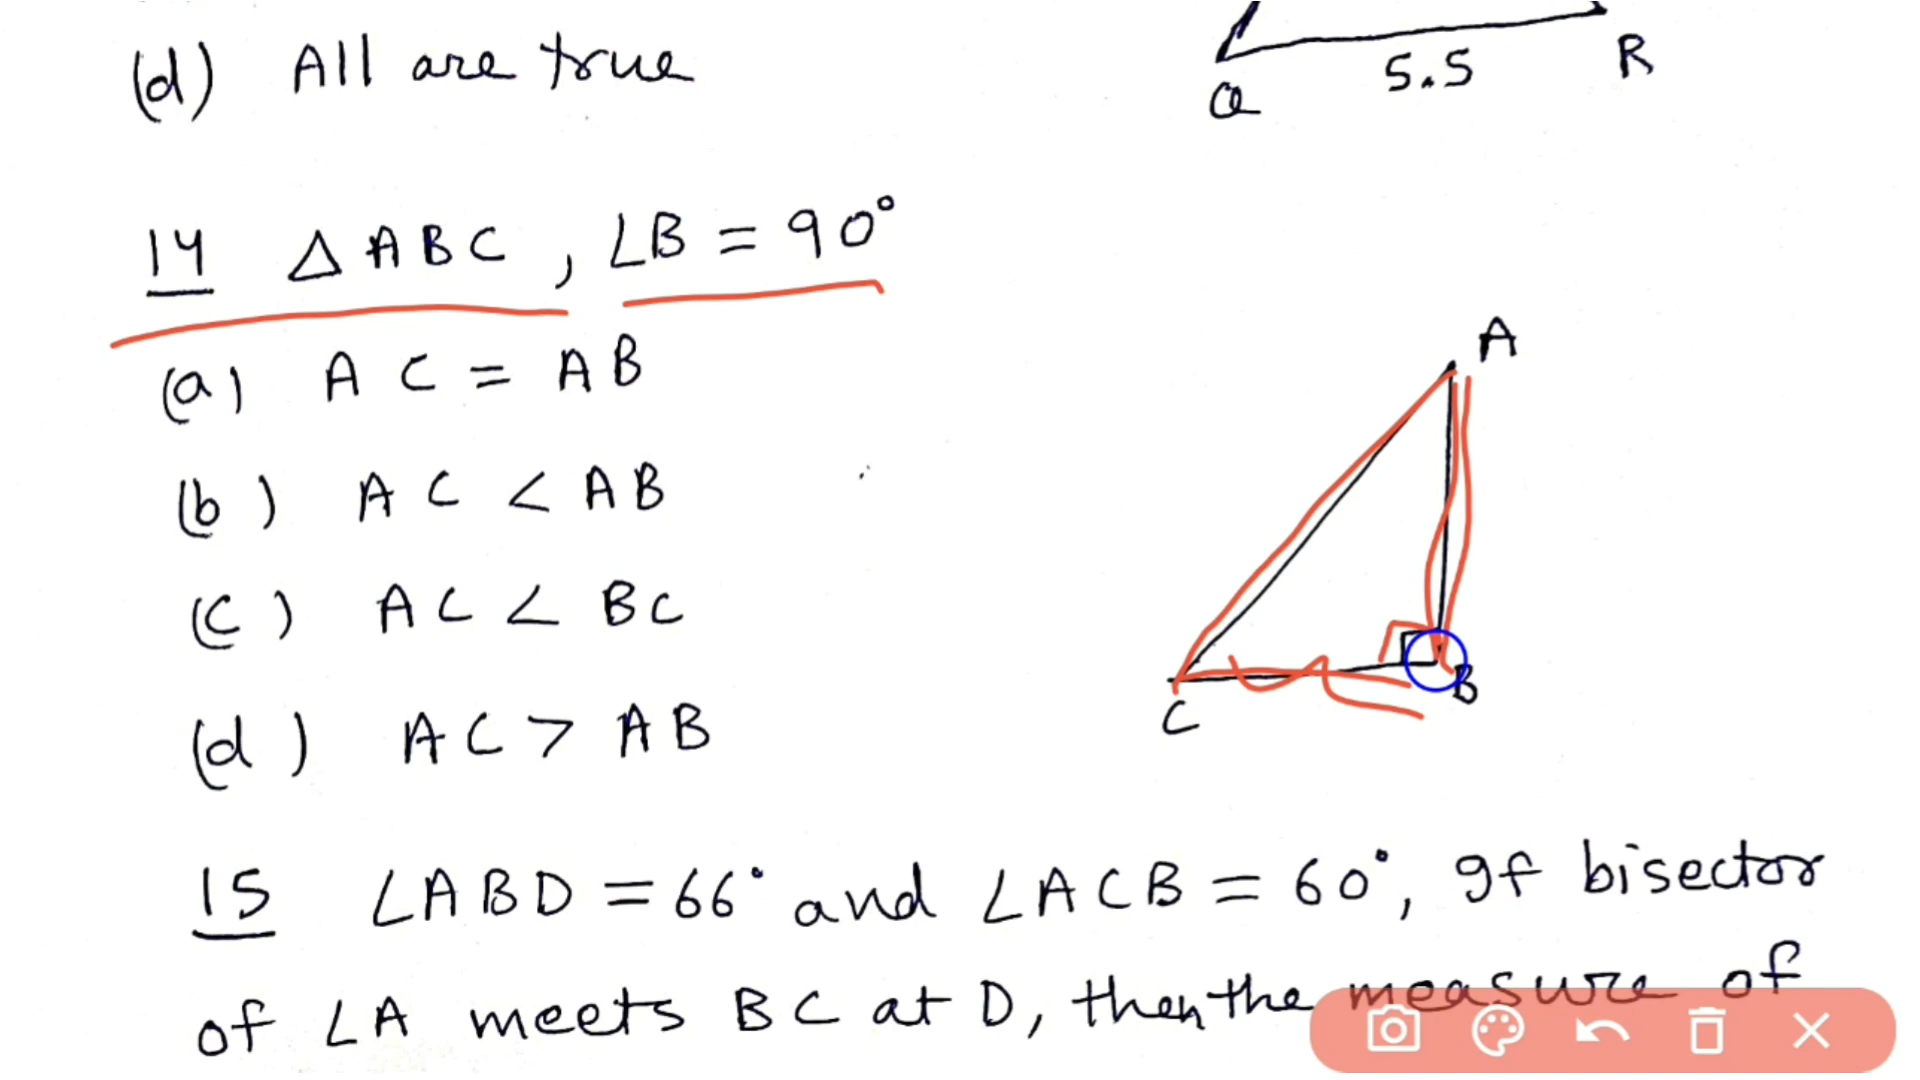 (d) All are true
Q 5.5 R
14 △ ABC, ∠B = 90°
(a) AC = AB
(b) AC < AB
(c) AC < BC
(d) AC > AB
A
C B
15 ∠ABD = 66° and ∠ACB = 60°, If bisector
of ∠A meets BC at D, then the measure of